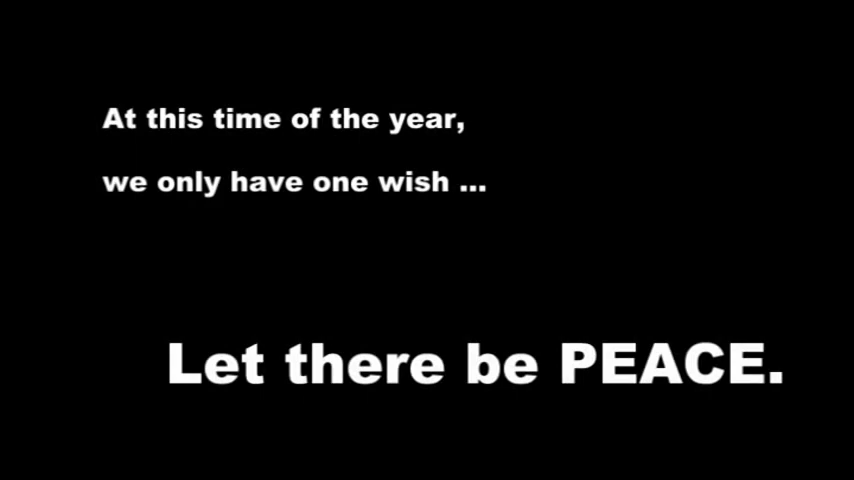 At this time of the year,
we only have one wish ...
Let there be PEACE.